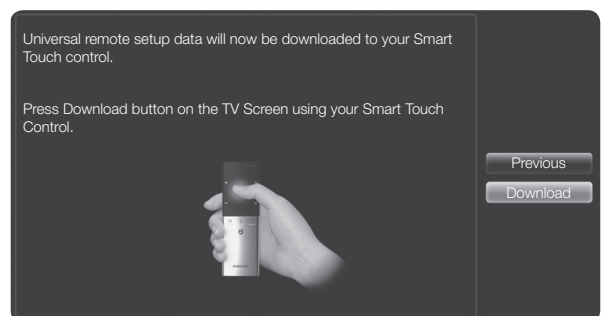 Universal remote setup data will now be downloaded to your Smart
Touch control.
Press Download button on the TV Screen using your Smart Touch
Control.
Previous
Download
SAMSUNG